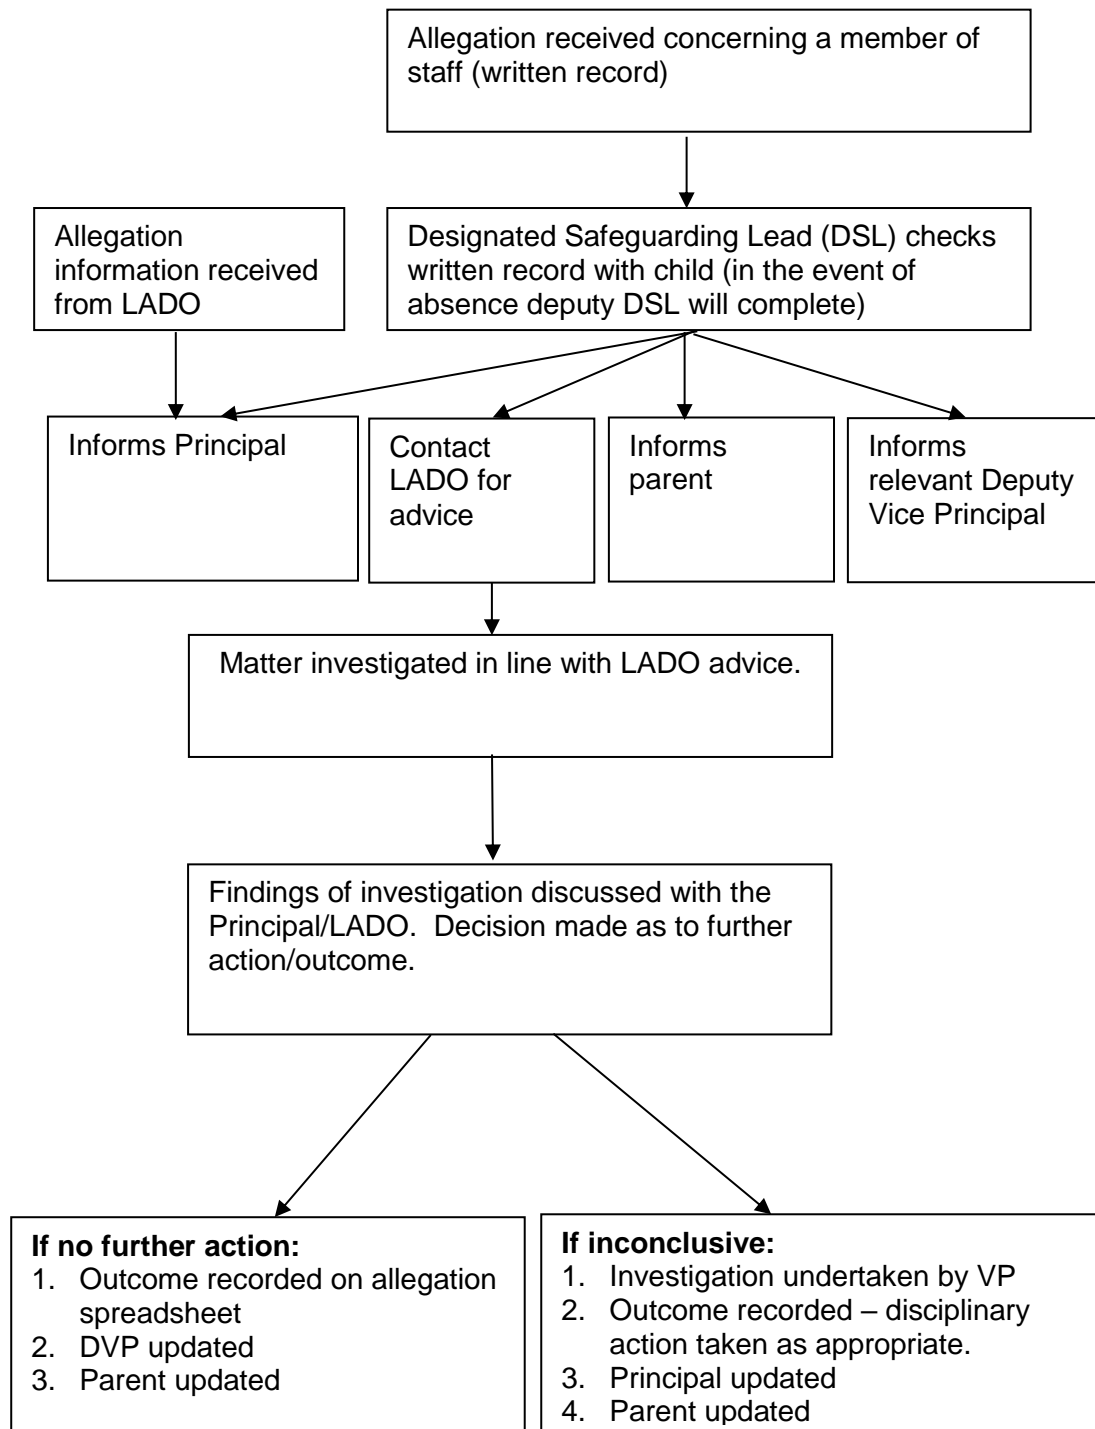 Allegation received concerning a member of
staff (written record)
Allegation
information received
from LADO
Designated Safeguarding Lead (DSL) checks
written record with child (in the event of
absence deputy DSL will complete)
Informs Principal
Contact
LADO for
advice
Informs
parent
Informs
relevant Deputy
Vice Principal
Matter investigated in line with LADO advice.
Findings of investigation discussed with the
Principal/LADO.  Decision made as to further
action/outcome.
If no further action:
1. Outcome recorded on allegation
spreadsheet
2. DVP updated
3. Parent updated
If inconclusive:
1. Investigation undertaken by VP
2. Outcome recorded – disciplinary
action taken as appropriate.
3. Principal updated
4. Parent updated